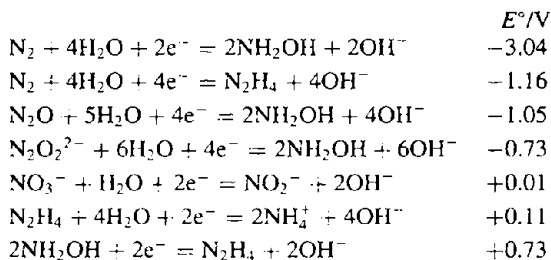 E°/V
N₂ + 4H₂O + 2e⁻ = 2NH₂OH + 2OH⁻ −3.04
N₂ + 4H₂O + 4e⁻ = N₂H₄ + 4OH⁻ −1.16
N₂O + 5H₂O + 4e⁻ = 2NH₂OH + 4OH⁻ −1.05
N₂O₂²⁻ + 6H₂O + 4e⁻ = 2NH₂OH + 6OH⁻ −0.73
NO₃⁻ + H₂O + 2e⁻ = NO₂⁻ + 2OH⁻ +0.01
N₂H₄ + 4H₂O + 2e⁻ = 2NH₄⁺ + 4OH⁻ +0.11
2NH₂OH + 2e⁻ = N₂H₄ + 2OH⁻ +0.73